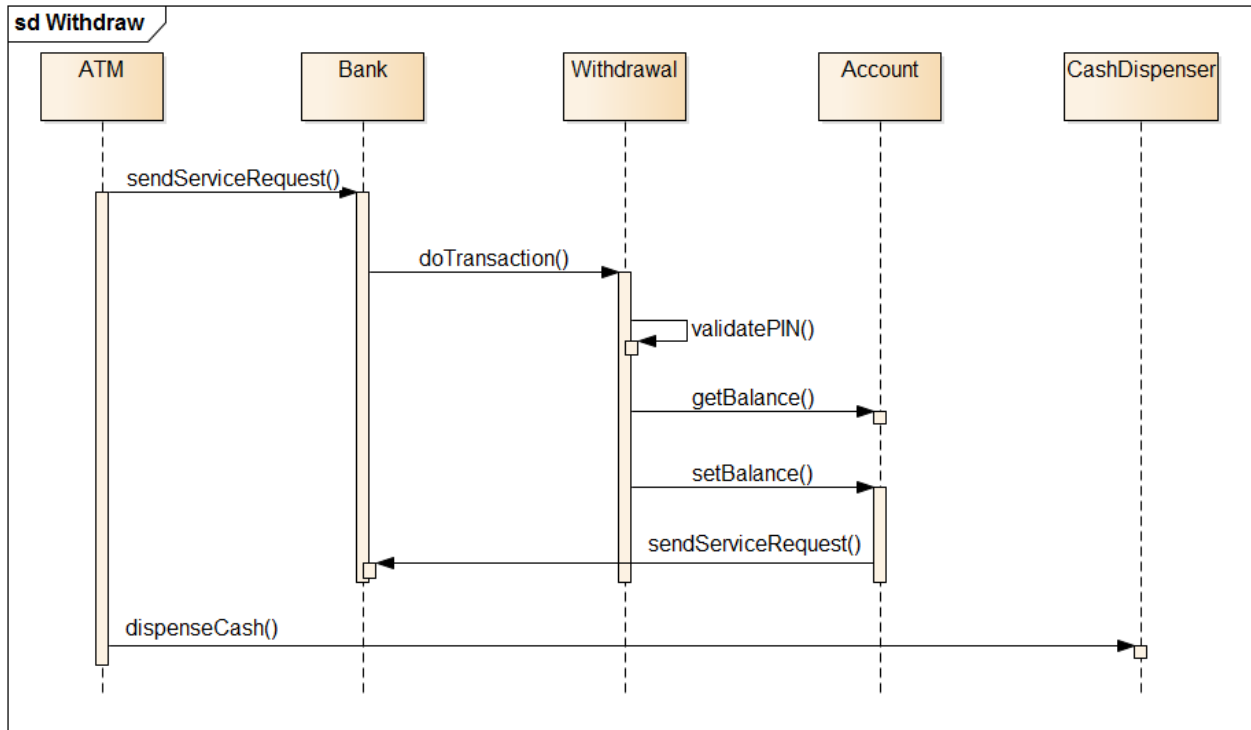 sd Withdraw
ATM
Bank
Withdrawal
Account
CashDispenser
sendServiceRequest()
doTransaction()
validatePIN()
getBalance()
setBalance()
sendServiceRequest()
dispenseCash()